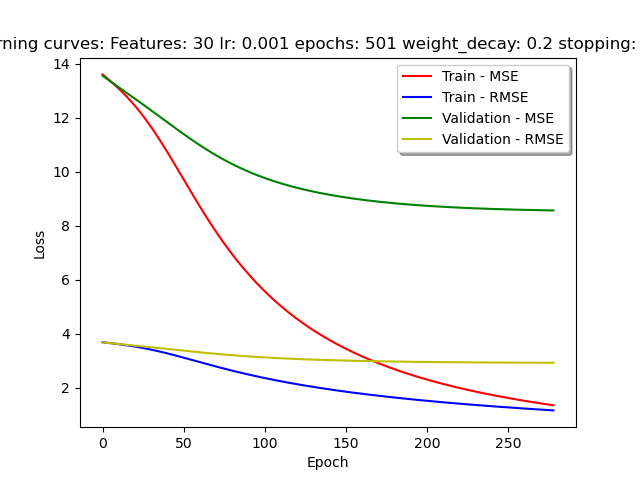 rning curves: Features: 30 lr: 0.001 epochs: 501 weight_decay: 0.2 stopping:
14
12
10
8
6
4
2
Loss
Train - MSE
Train - RMSE
Validation - MSE
Validation - RMSE
0 50 100 150 200 250
Epoch